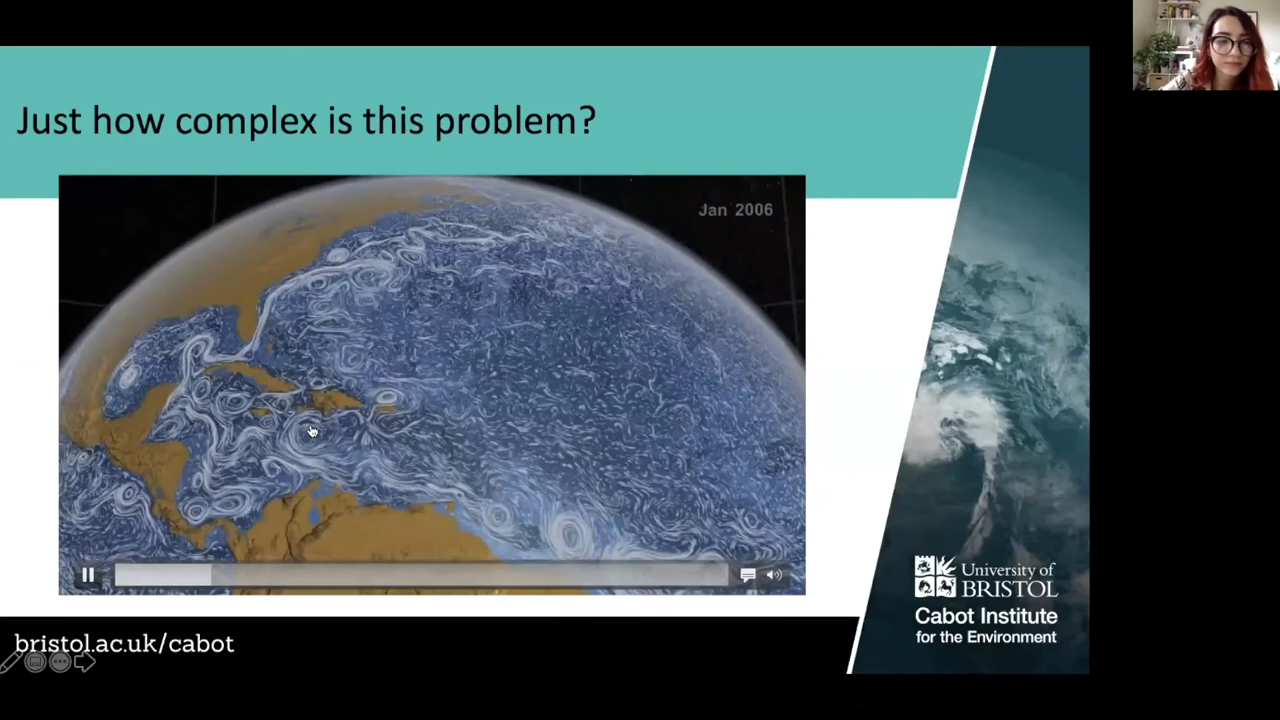 Just how complex is this problem?
Jan 2006
University of
BRISTOL
Cabot Institute
for the Environment
bristol.ac.uk/cabot